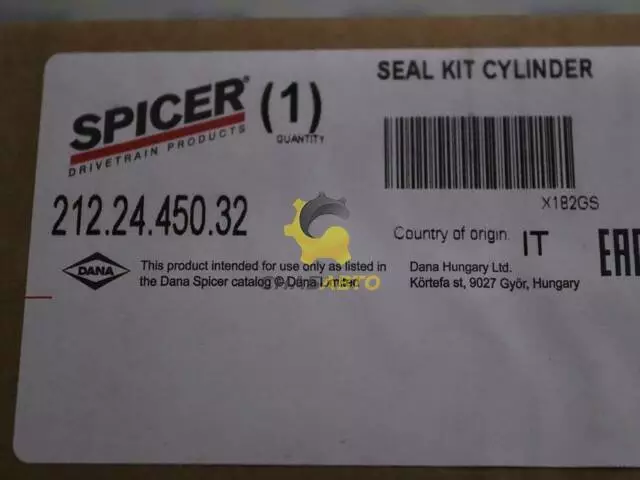 SPICER®
DRIVETRAIN PRODUCTS
(1)
QUANTITY
SEAL KIT CYLINDER
X182GS
212.24.450.32
Country of origin: IT
EAC
DANA
This product intended for use only as listed in
the Dana Spicer catalog © Dana Limited
Dana Hungary Ltd.
Körtefa st, 9027 Győr, Hungary
АВТО